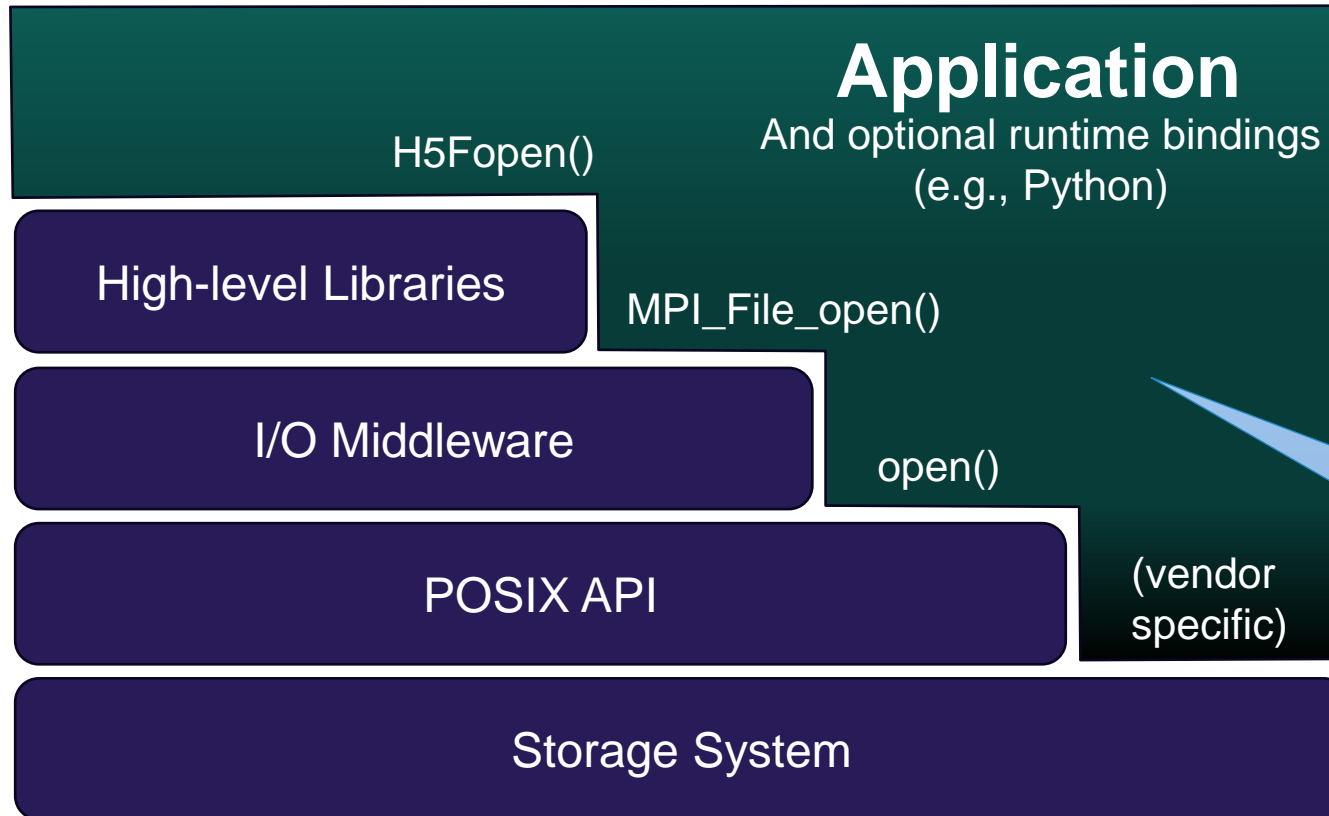 Application
And optional runtime bindings
(e.g., Python)
H5Fopen()
High-level Libraries
MPI_File_open()
I/O Middleware
open()
POSIX API
(vendor
specific)
Storage System